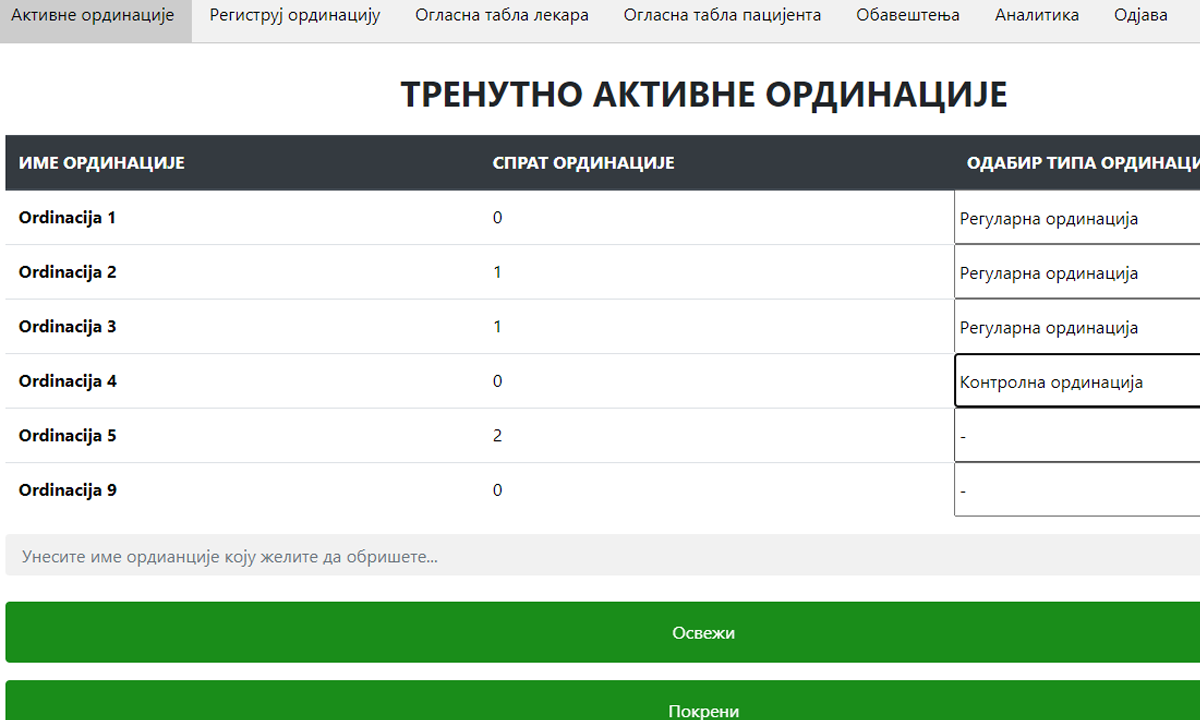 Активне ординације Региструј ординацију Огласна табла лекара Огласна табла пацијента Обавештења Аналитика Одјава
ТРЕНУТНО АКТИВНЕ ОРДИНАЦИЈЕ
ИМЕ ОРДИНАЦИЈЕ СПРАТ ОРДИНАЦИЈЕ ОДАБИР ТИПА ОРДИНАЦИ
Ordinacija 1 0 Регуларна ординација
Ordinacija 2 1 Регуларна ординација
Ordinacija 3 1 Регуларна ординација
Ordinacija 4 0 Контролна ординација
Ordinacija 5 2 -
Ordinacija 9 0 -
Унесите име ордианције коју желите да обришете...
Освежи
Покрени